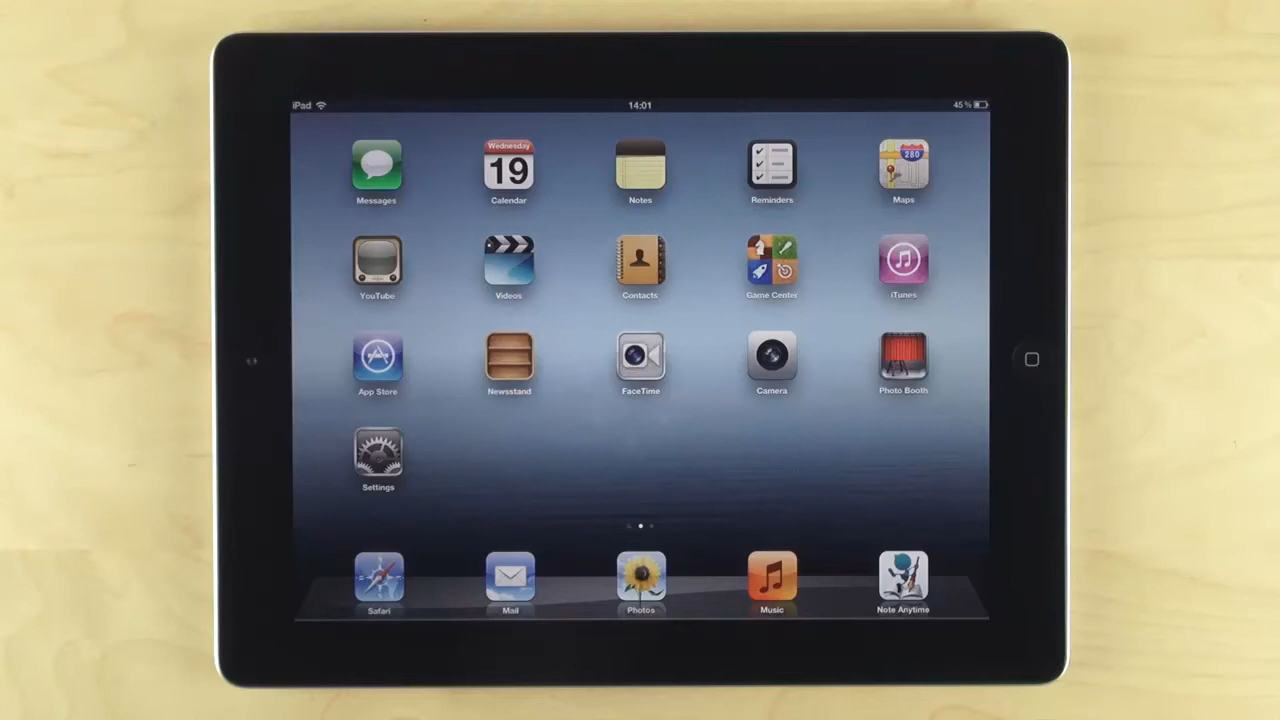 iPad 14:01 45 %
Wednesday 280
19
Messages Calendar Notes Reminders Maps
YouTube Videos Contacts Game Center iTunes
App Store Newsstand FaceTime Camera Photo Booth
Settings
Safari Mail Photos Music Note Anytime